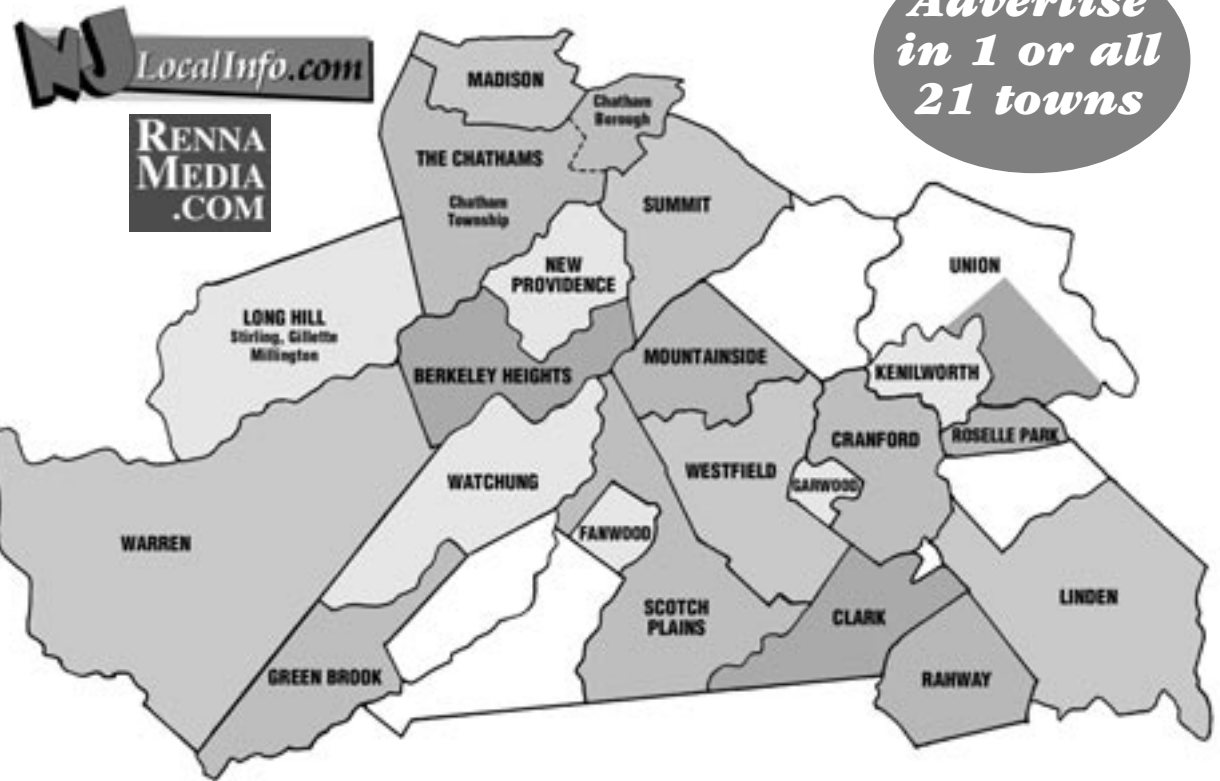 NJ LocalInfo.com
RENNA
MEDIA
.COM
Advertise
in 1 or all
21 towns
MADISON
Chatham
Borough
THE CHATHAMS
Chatham
Township
SUMMIT
NEW
PROVIDENCE
UNION
LONG HILL
Stirling, Gillette
Millington
MOUNTAINSIDE
BERKELEY HEIGHTS
KENILWORTH
CRANFORD
ROSELLE PARK
WESTFIELD
WATCHUNG
GARWOOD
FANWOOD
WARREN
LINDEN
SCOTCH
PLAINS
CLARK
GREEN BROOK
RAHWAY